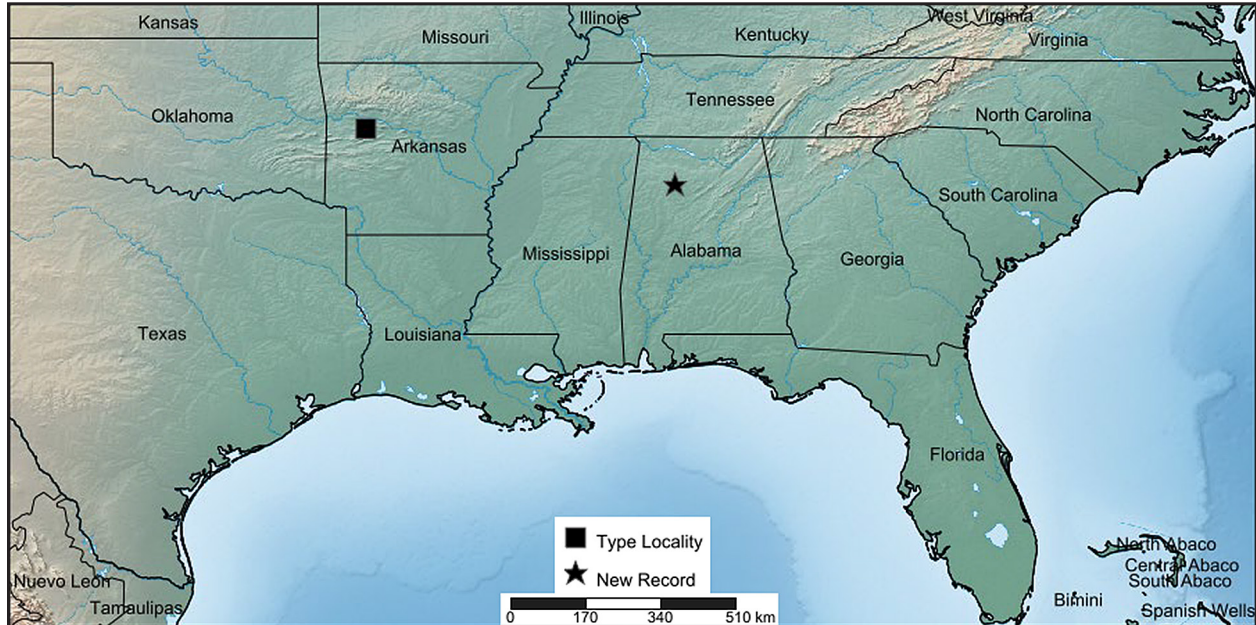 Kansas
Missouri
Illinois
Kentucky
West Virginia
Virginia
Oklahoma
Arkansas
Tennessee
North Carolina
South Carolina
Mississippi
Alabama
Georgia
Texas
Louisiana
Florida
Type Locality
New Record
0 170 340 510 km
Nuevo León
Tamaulipas
North Abaco
Central Abaco
South Abaco
Bimini
Spanish Wells